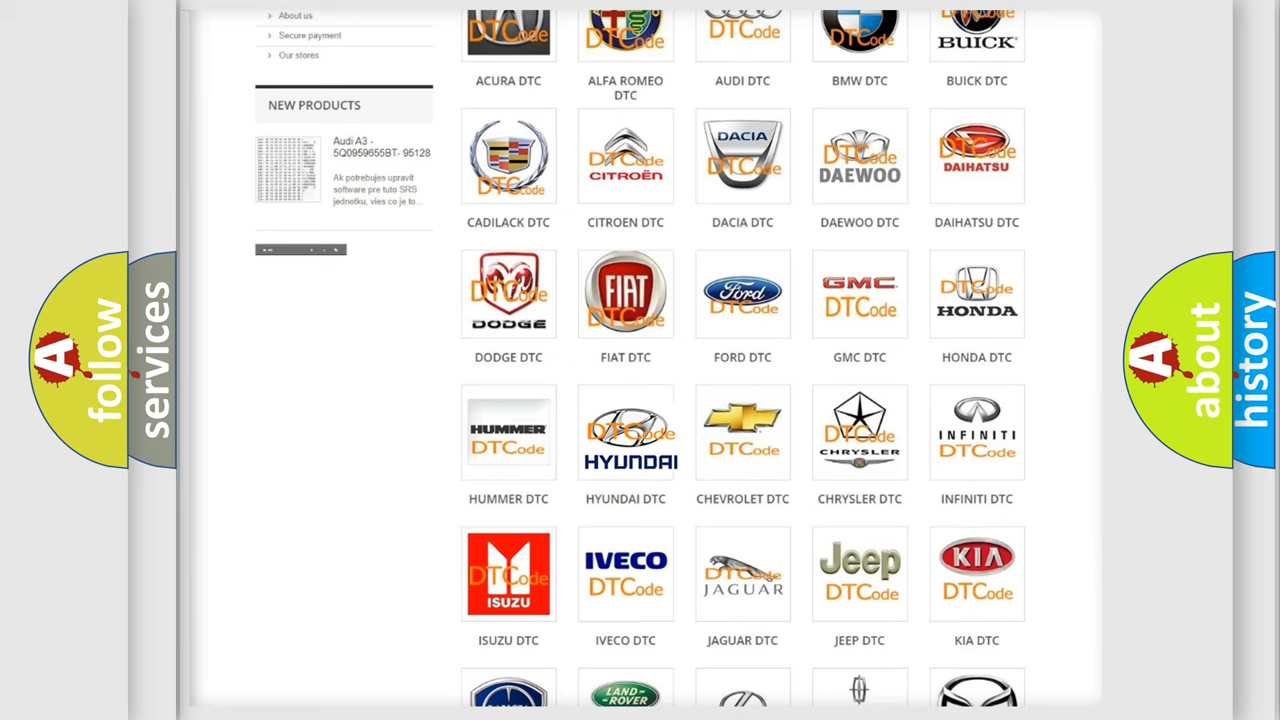 About us
Secure payment
Our stores
NEW PRODUCTS
Audi A3 -
5Q0959655BT- 95128
Ak potrebujes upravit
software pre tuto SRS
jednotku, vies co je to...
DTCode
DTCode
DTCode
DTCode
BUICK
ACURA DTC
ALFA ROMEO
DTC
AUDI DTC
BMW DTC
BUICK DTC
DTCode
DTCode
CITROËN
DACIA
DTCode
DTCode
DAEWOO
DTCode
DAIHATSU
CADILACK DTC
CITROEN DTC
DACIA DTC
DAEWOO DTC
DAIHATSU DTC
DTCode
DODGE
FIAT
DTCode
Ford
DTCode
GMC
DTCode
DTCode
HONDA
DODGE DTC
FIAT DTC
FORD DTC
GMC DTC
HONDA DTC
HUMMER
DTCode
DTCode
HYUNDAI
DTCode
DTCode
CHRYSLER
INFINITI
DTCode
HUMMER DTC
HYUNDAI DTC
CHEVROLET DTC
CHRYSLER DTC
INFINITI DTC
DTCode
ISUZU
IVECO
DTCode
DTCode
JAGUAR
Jeep
DTCode
KIA
DTCode
ISUZU DTC
IVECO DTC
JAGUAR DTC
JEEP DTC
KIA DTC
LAND-
ROVER
A
follow
services
A
about
history